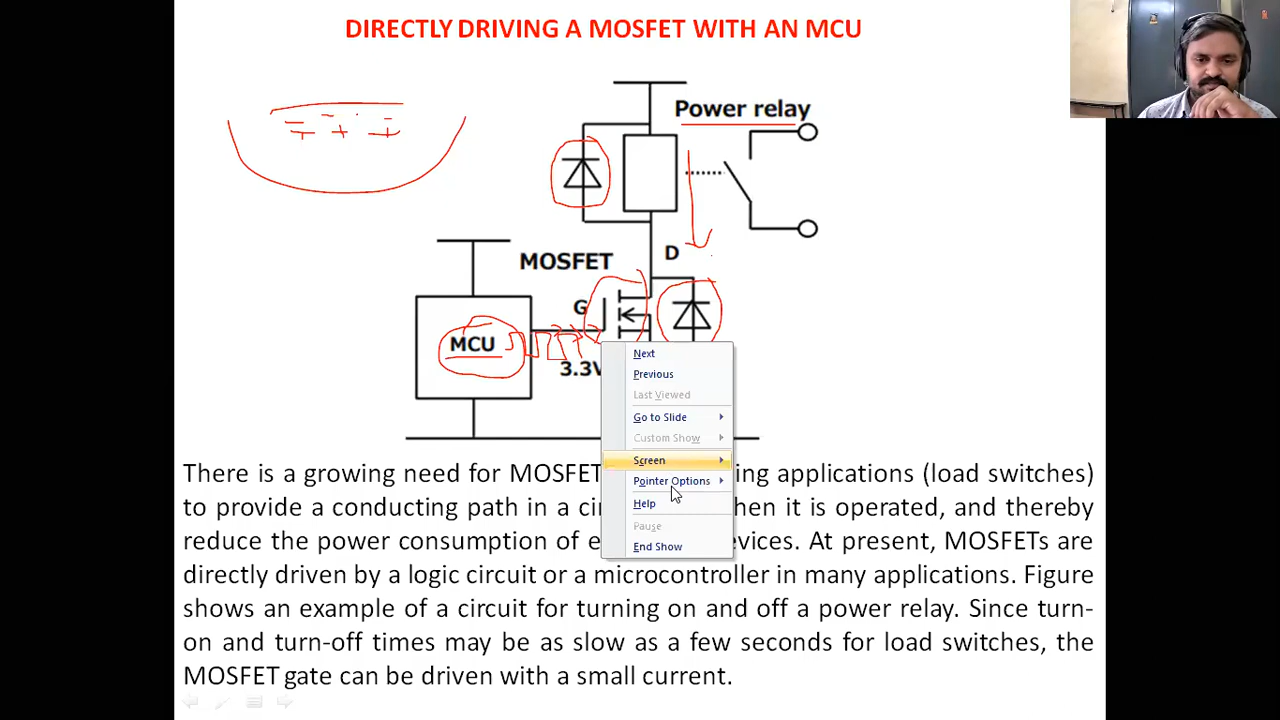 DIRECTLY DRIVING A MOSFET WITH AN MCU
Power relay
D
MOSFET
G
MCU
3.3V
Next
Previous
Last Viewed
Go to Slide
Custom Show
Screen
Pointer Options
Help
Pause
End Show
There is a growing need for MOSFET ing applications (load switches)
to provide a conducting path in a ci hen it is operated, and thereby
reduce the power consumption of e evices. At present, MOSFETs are
directly driven by a logic circuit or a microcontroller in many applications. Figure
shows an example of a circuit for turning on and off a power relay. Since turn-
on and turn-off times may be as slow as a few seconds for load switches, the
MOSFET gate can be driven with a small current.